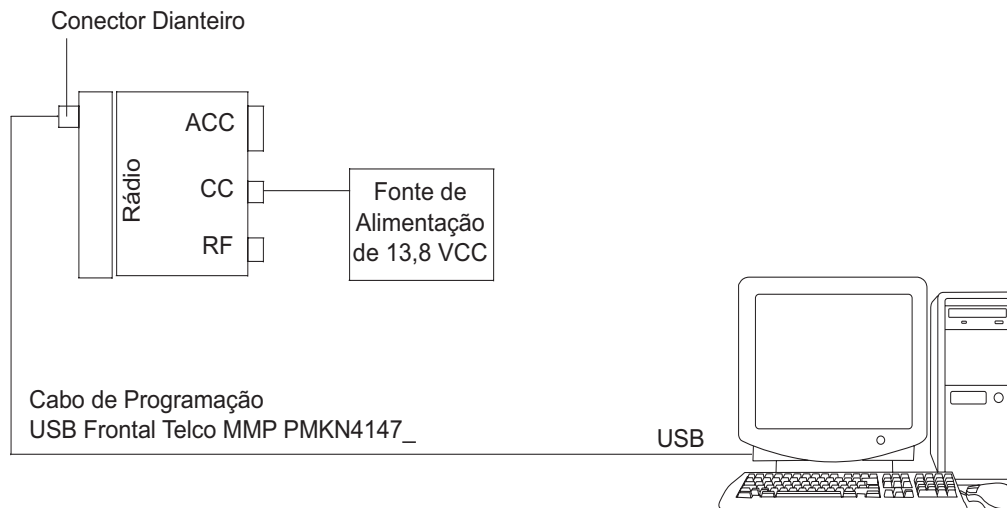 Conector Dianteiro
ACC
Rádio
CC
RF
Fonte de
Alimentação
de 13,8 VCC
Cabo de Programação
USB Frontal Telco MMP PMKN4147_
USB